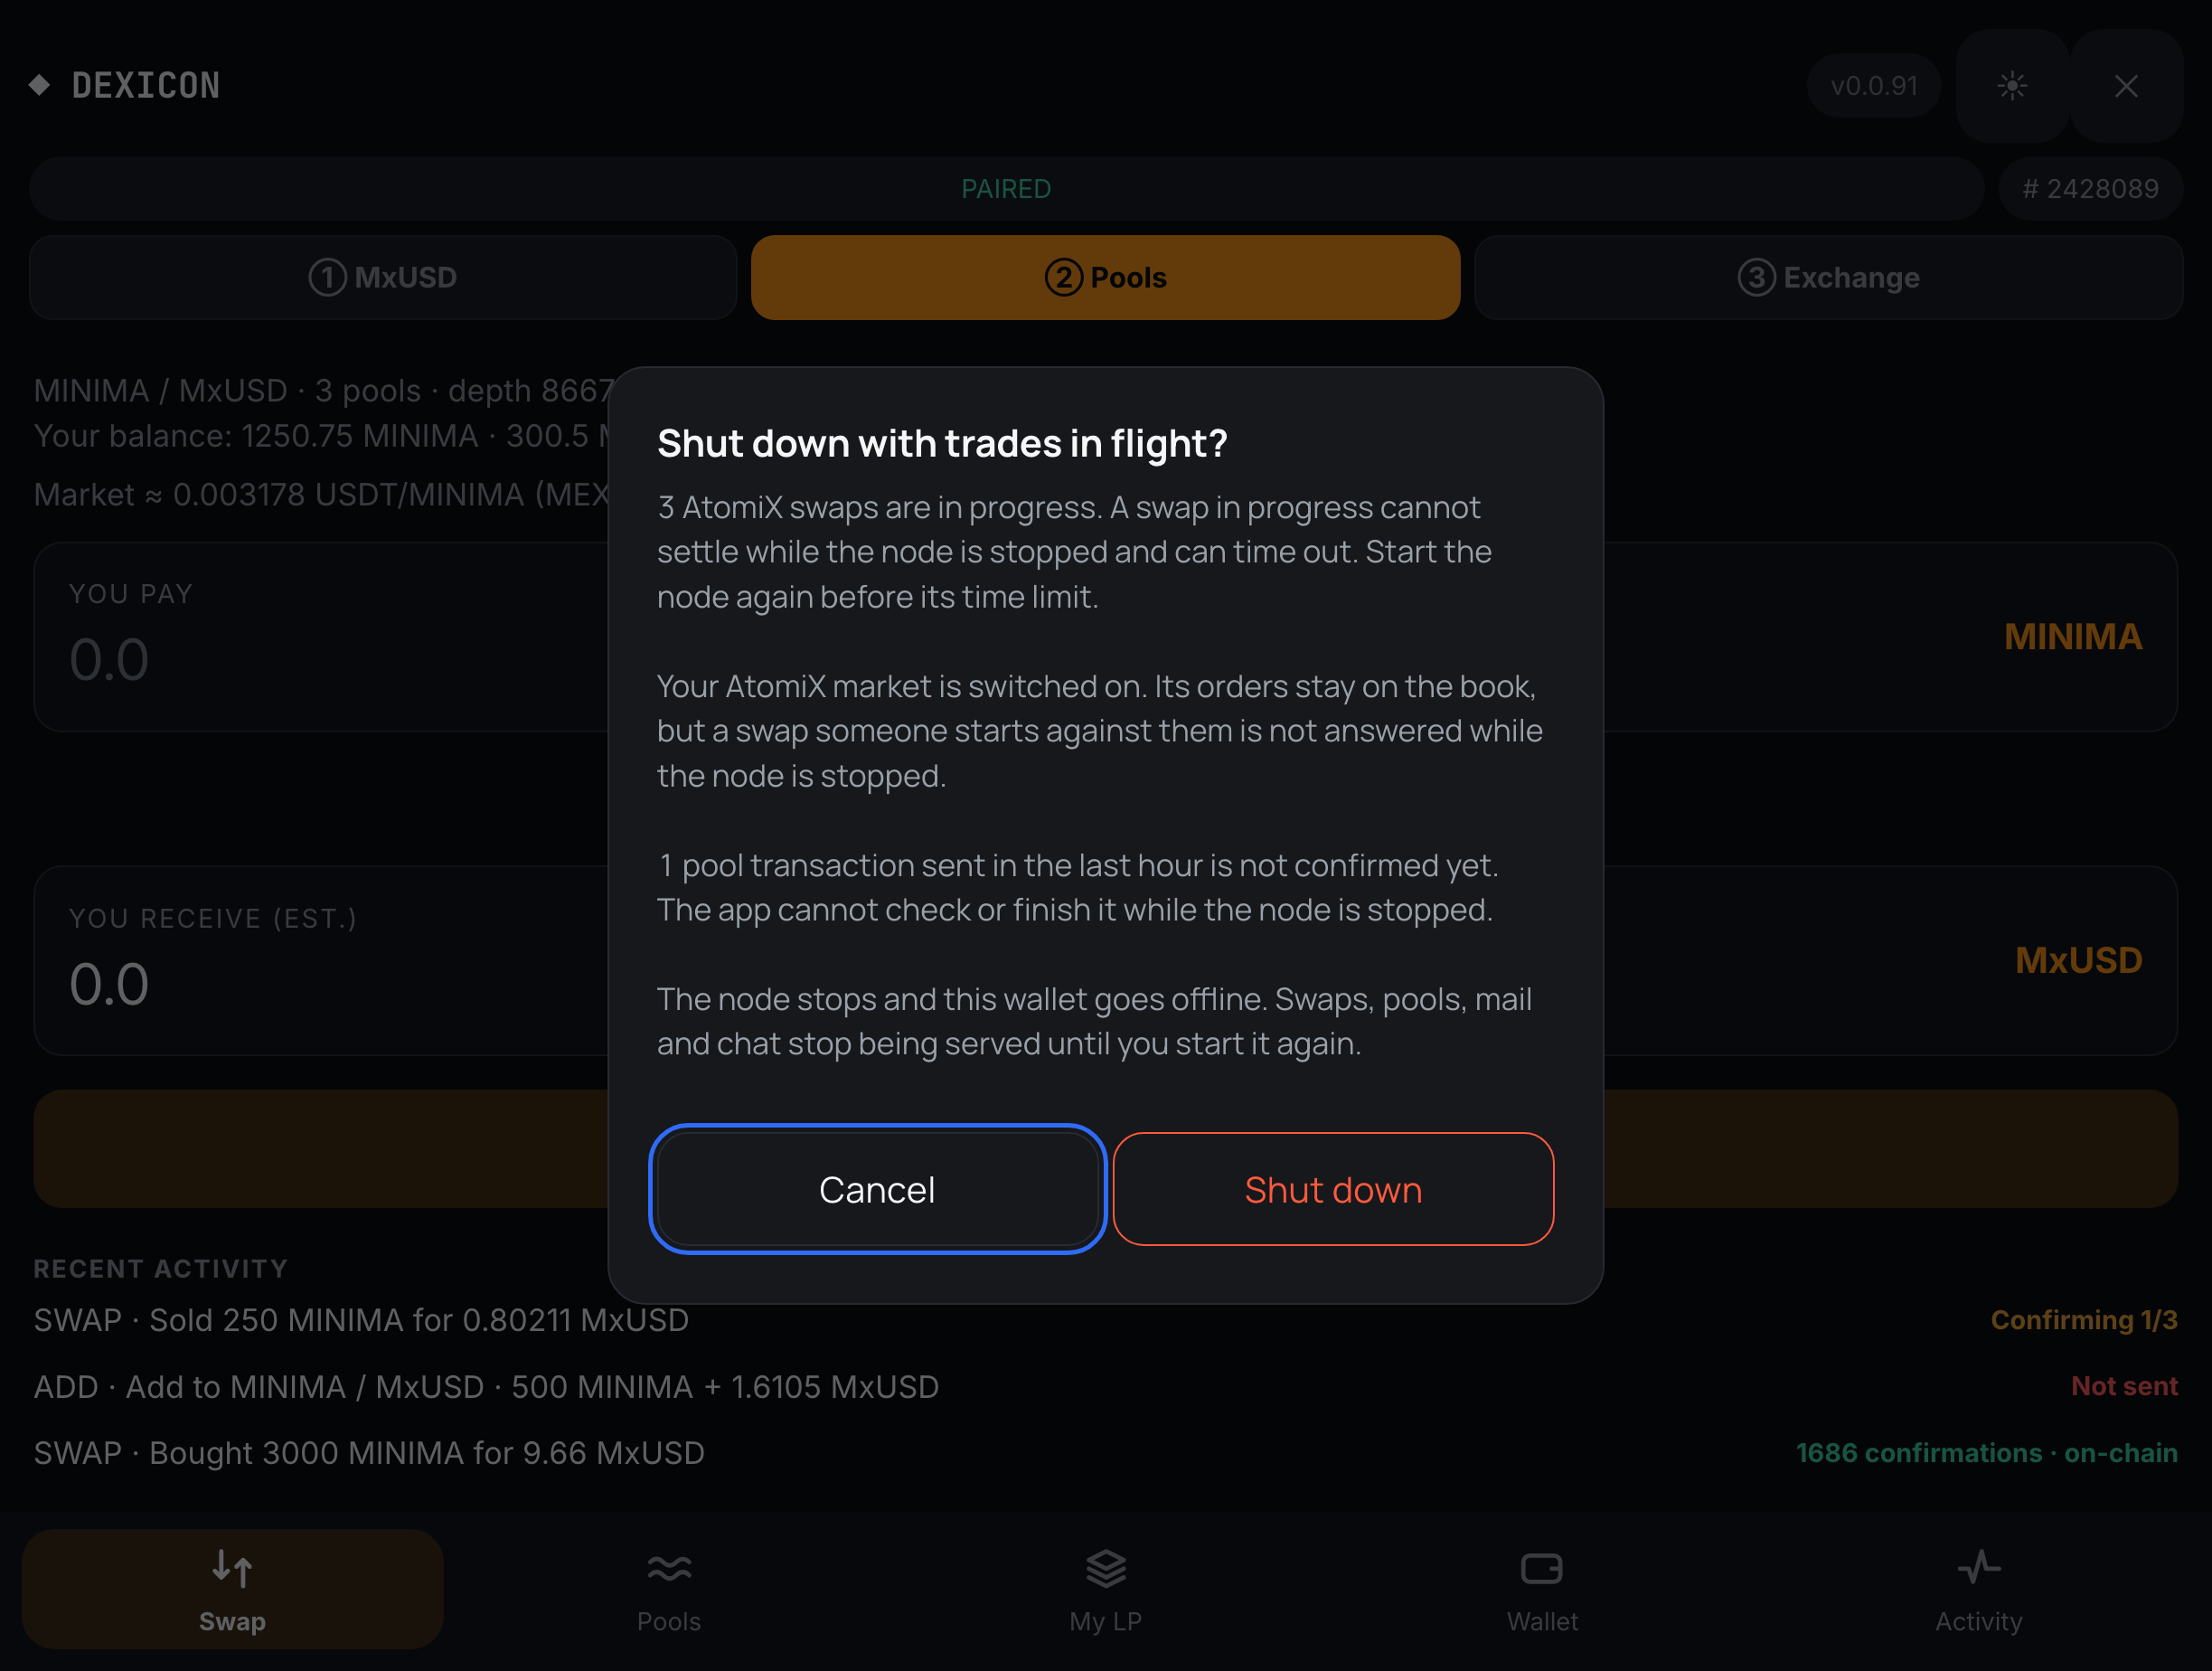 DEXICON
v0.0.91
PAIRED
# 2428089
1 MxUSD
2 Pools
3 Exchange
MINIMA / MxUSD · 3 pools · depth 8667
Your balance: 1250.75 MINIMA · 300.5
Market ≈ 0.003178 USDT/MINIMA (MEX
YOU PAY
0.0
MINIMA
YOU RECEIVE (EST.)
0.0
MxUSD
Shut down with trades in flight?
3 AtomiX swaps are in progress. A swap in progress cannot
settle while the node is stopped and can time out. Start the
node again before its time limit.
Your AtomiX market is switched on. Its orders stay on the book,
but a swap someone starts against them is not answered while
the node is stopped.
1 pool transaction sent in the last hour is not confirmed yet.
The app cannot check or finish it while the node is stopped.
The node stops and this wallet goes offline. Swaps, pools, mail
and chat stop being served until you start it again.
Cancel
Shut down
RECENT ACTIVITY
SWAP · Sold 250 MINIMA for 0.80211 MxUSD
Confirming 1/3
ADD · Add to MINIMA / MxUSD · 500 MINIMA + 1.6105 MxUSD
Not sent
SWAP · Bought 3000 MINIMA for 9.66 MxUSD
1686 confirmations · on-chain
Swap
Pools
My LP
Wallet
Activity